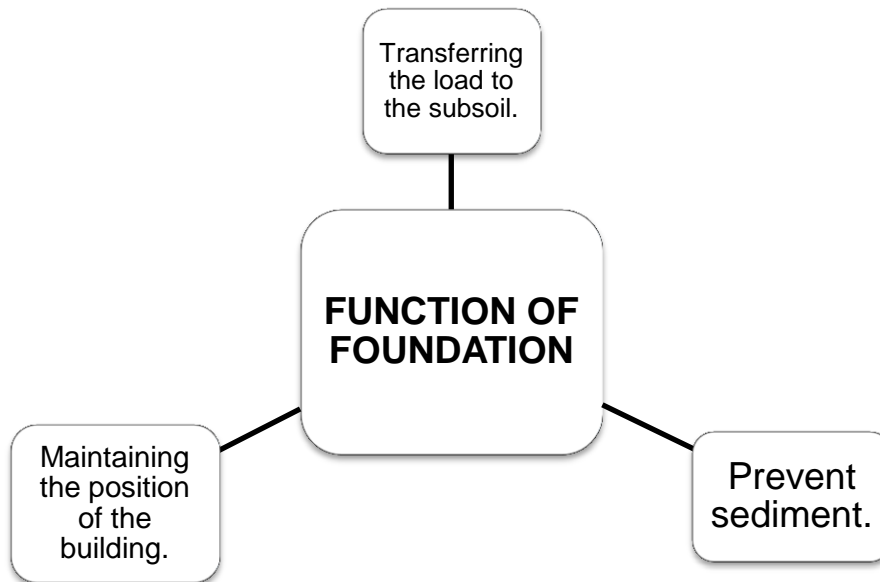 Transferring
the load to
the subsoil.
FUNCTION OF
FOUNDATION
Maintaining
the position
of the
building.
Prevent
sediment.